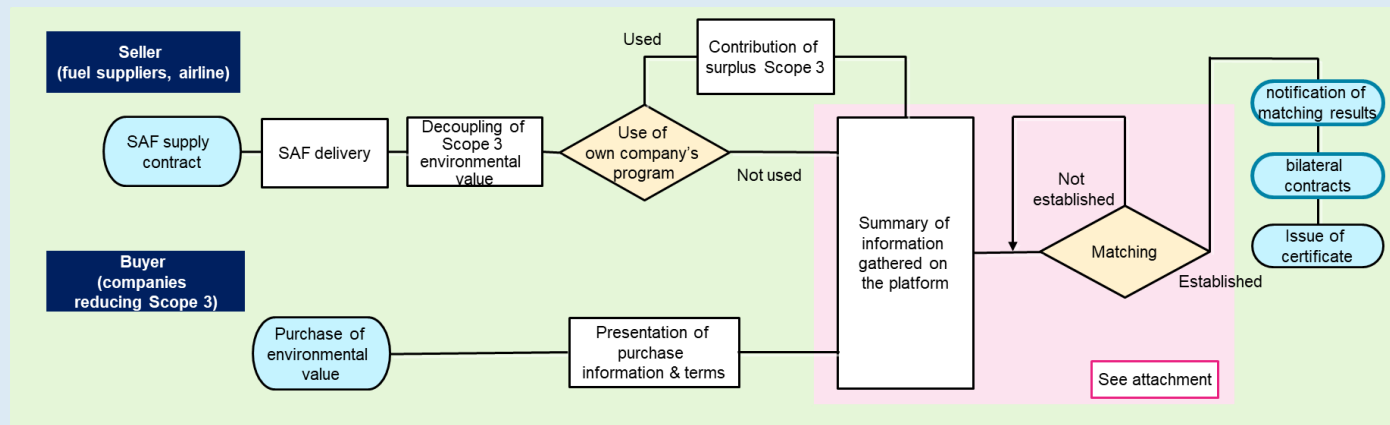 Seller
(fuel suppliers, airline)
SAF supply
contract
SAF delivery
Decoupling of
Scope 3
environmental
value
Used
Use of
own company's
program
Not used
Contribution of
surplus Scope 3
Buyer
(companies
reducing Scope 3)
Purchase of
environmental
value
Presentation of
purchase
information & terms
Summary of
information
gathered on
the platform
Not
established
Matching
Established
See attachment
notification of
matching results
bilateral
contracts
Issue of
certificate